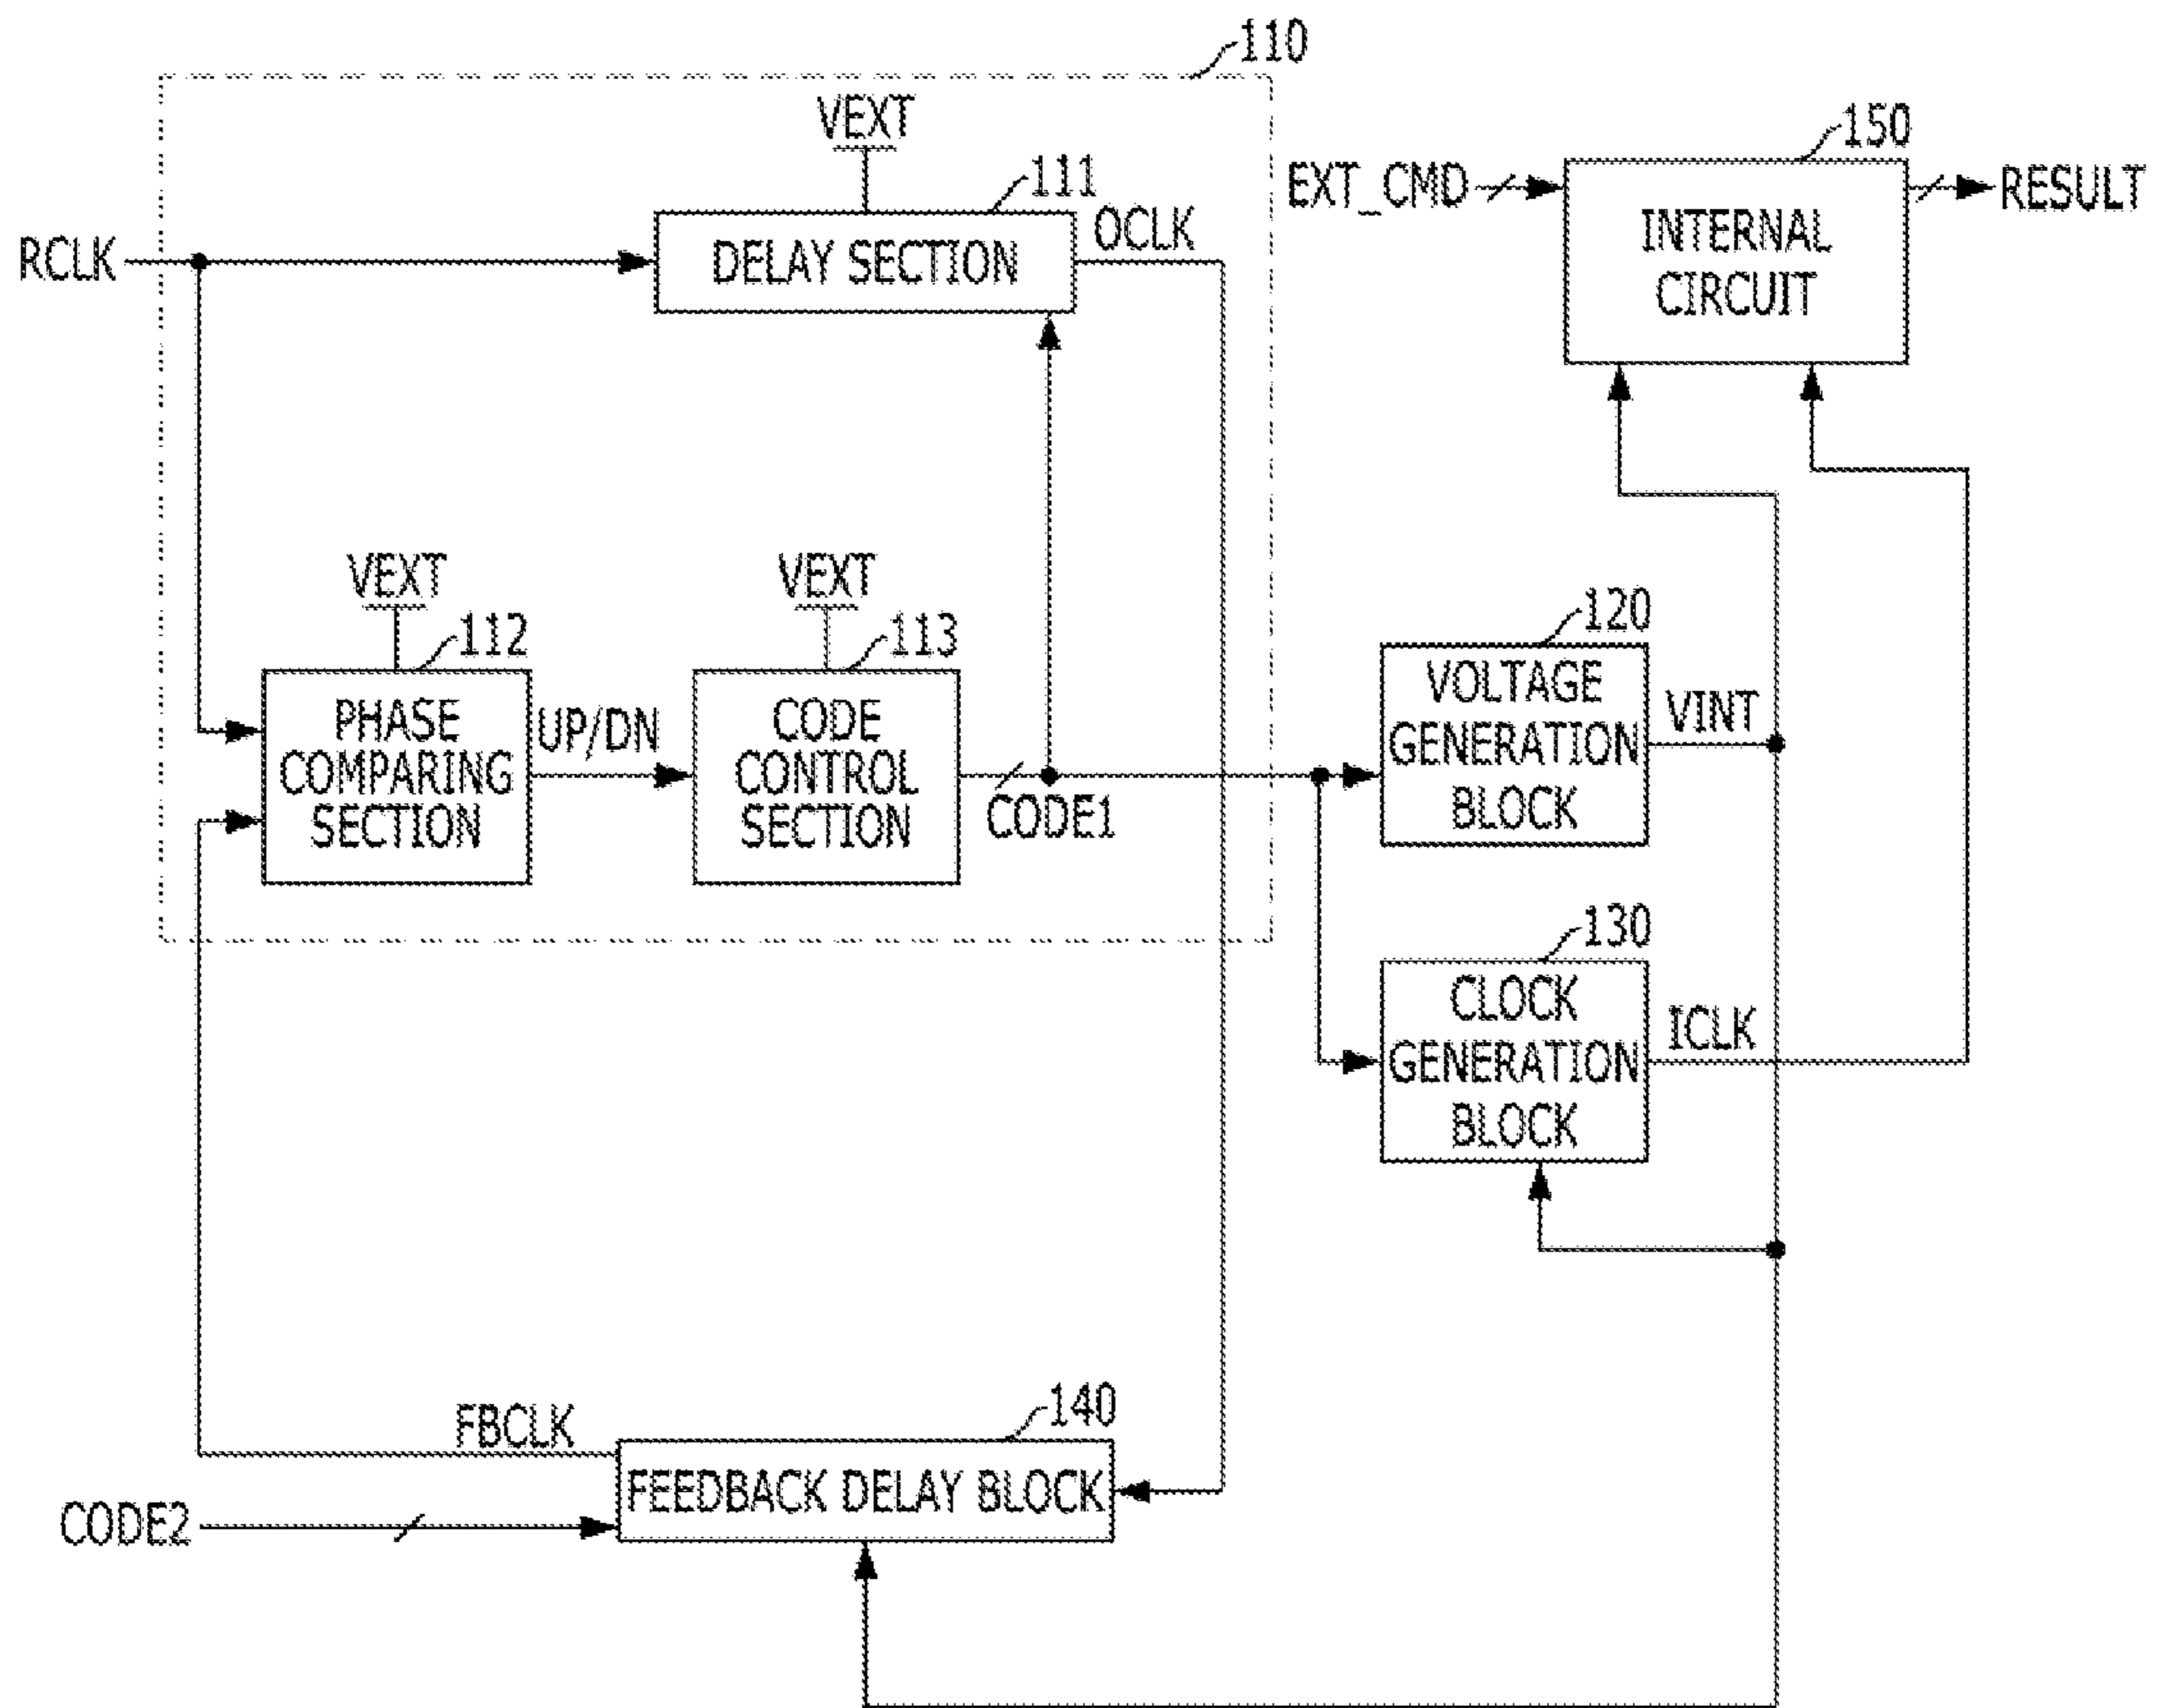 110
VEXT
150
111
EXT_CMD
RESULT
OCLK
INTERNAL
CIRCUIT
RCLK
DELAY SECTION
VEXT
VEXT
112
113
120
PHASE
COMPARING
SECTION
UP/DN
CODE
CONTROL
SECTION
CODE1
VOLTAGE
GENERATION
BLOCK
VINT
130
CLOCK
GENERATION
BLOCK
ICLK
140
FBCLK
FEEDBACK DELAY BLOCK
CODE2